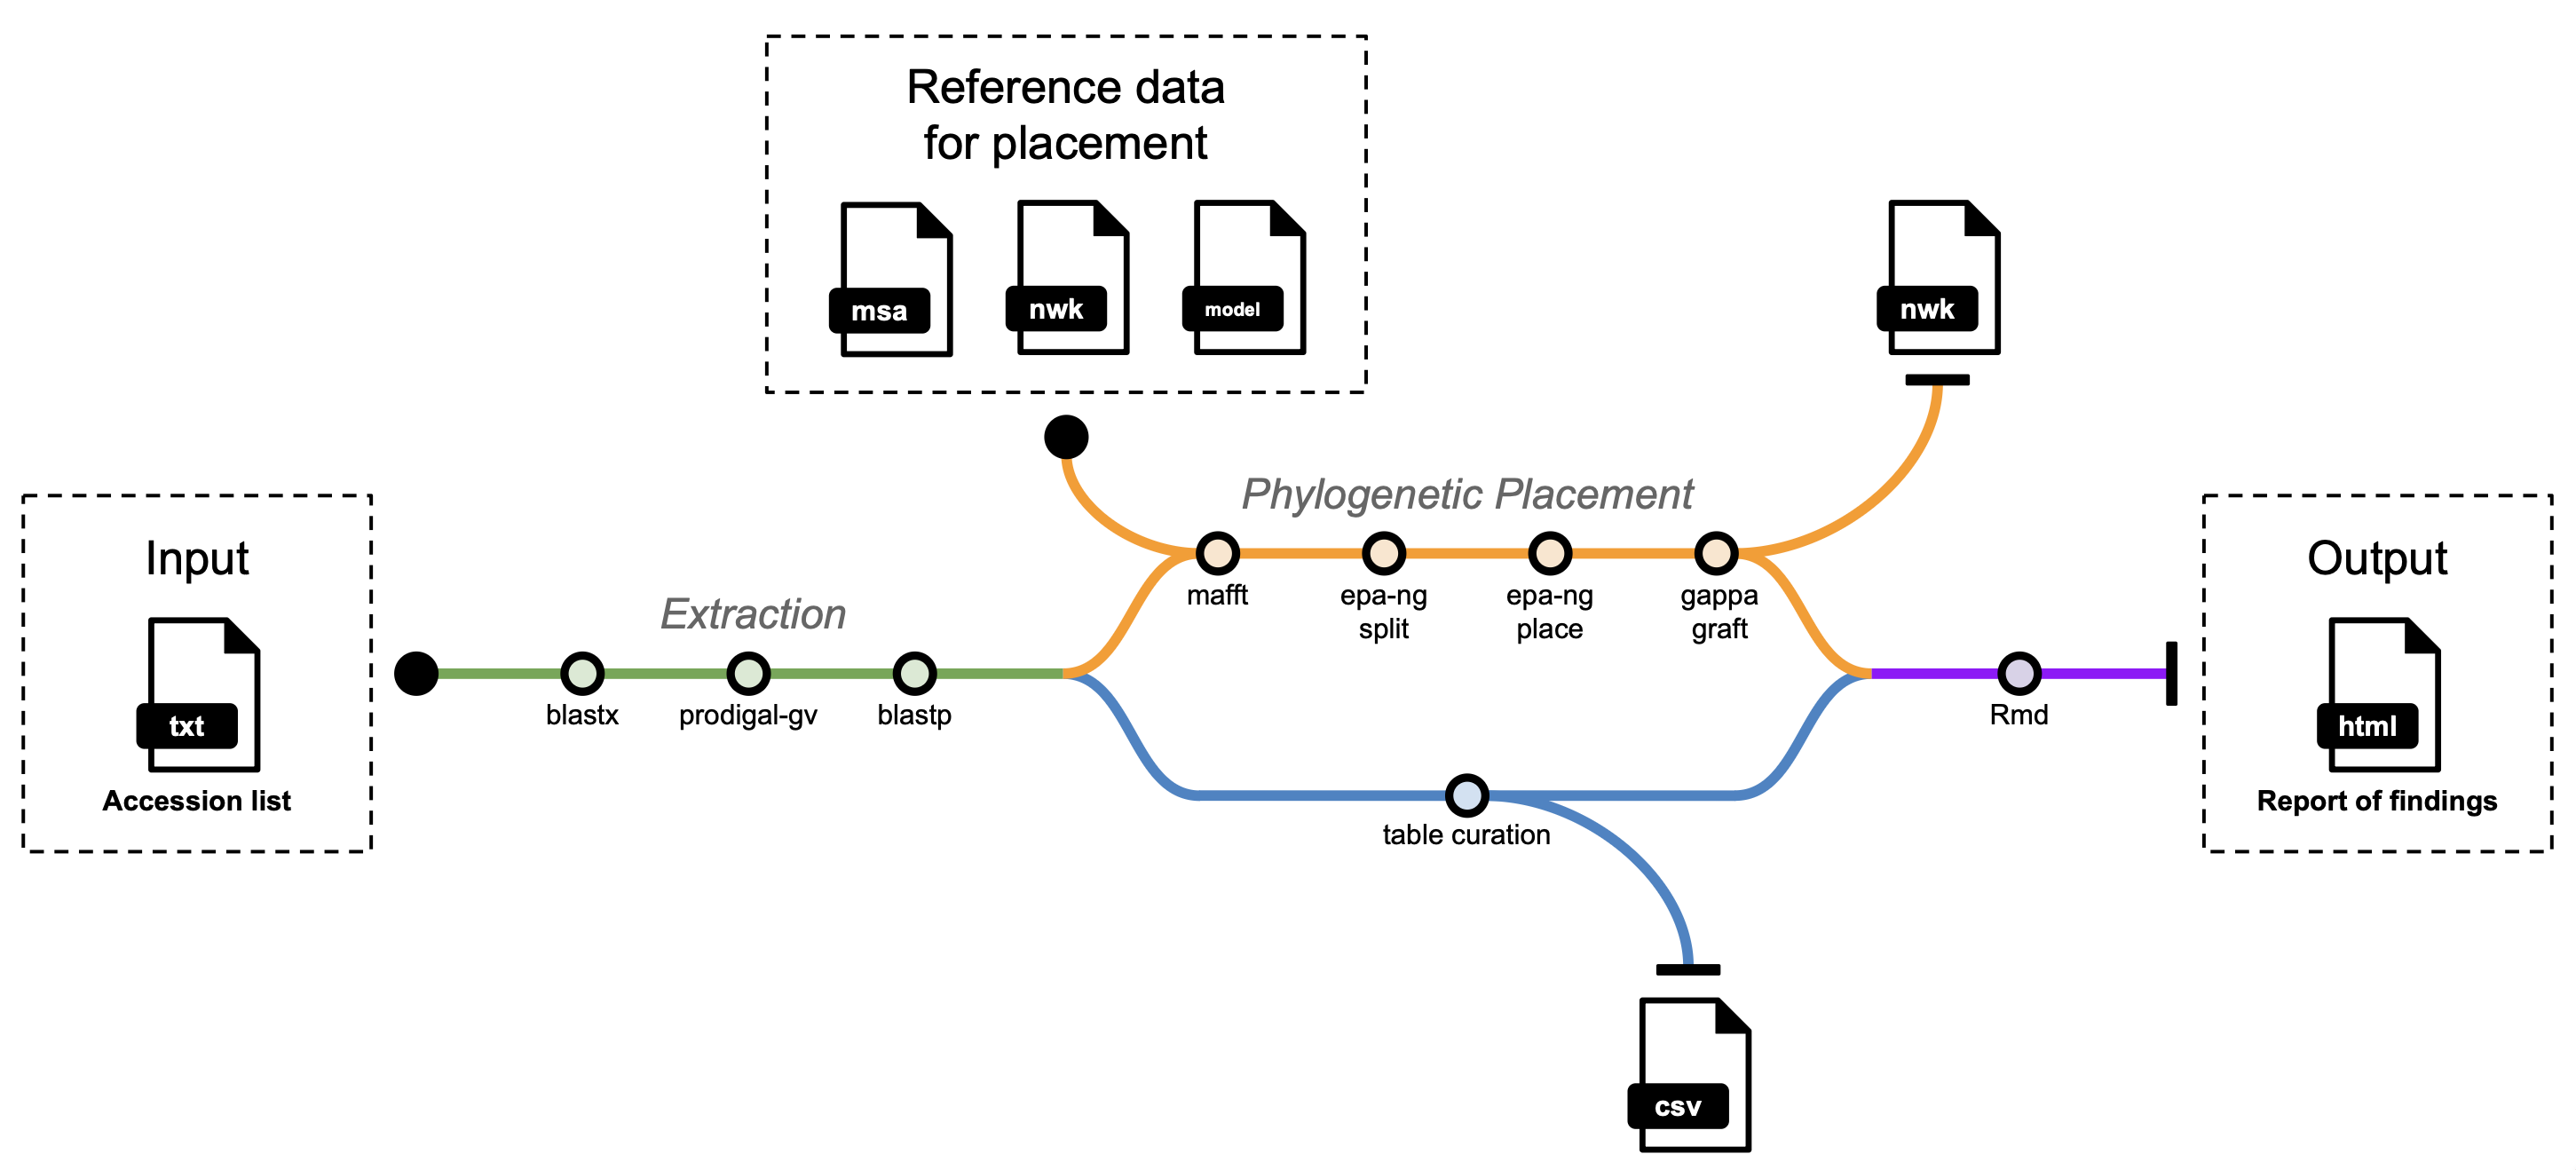 Reference data
for placement
msa
nwk
model
nwk
Phylogenetic Placement
Input
txt
Accession list
Extraction
blastx
prodigal-gv
blastp
mafft
epa-ng
split
epa-ng
place
gappa
graft
table curation
csv
Rmd
Output
html
Report of findings